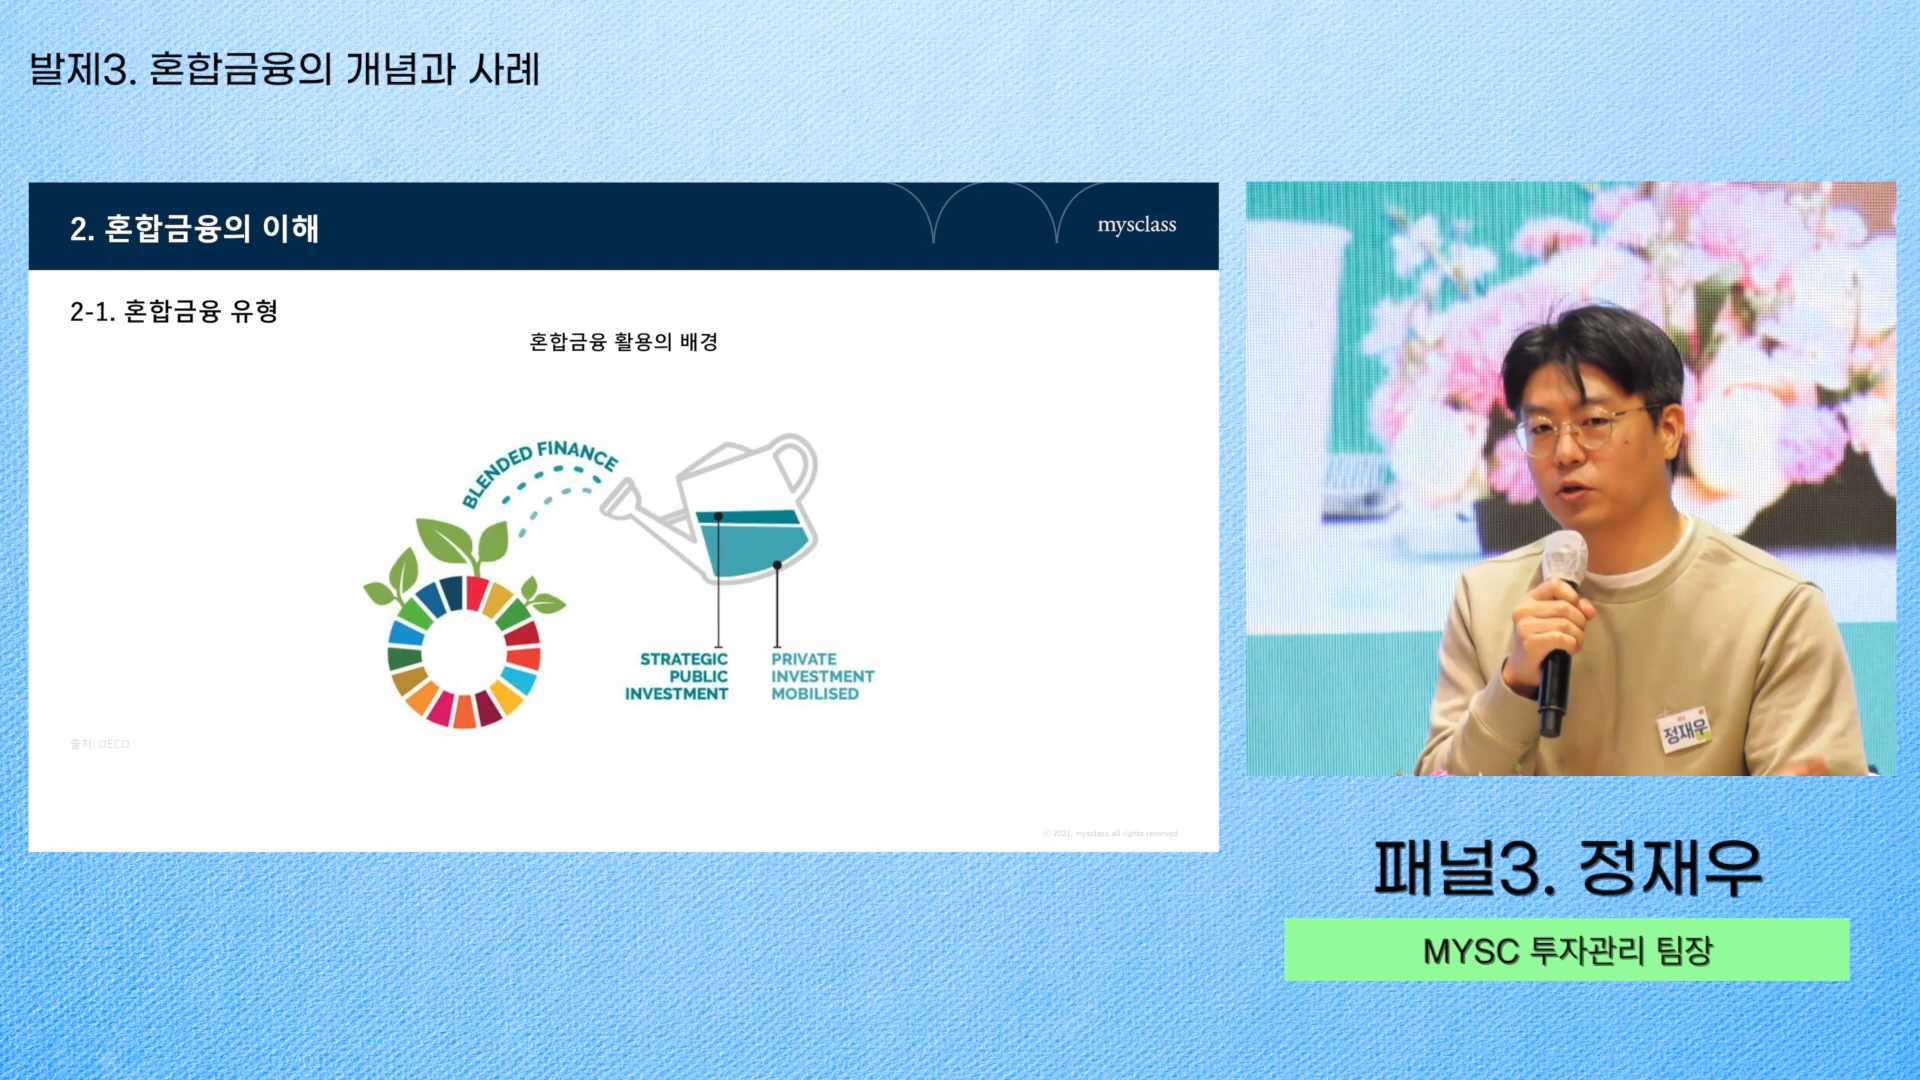 발제3. 혼합금융의 개념과 사례
2. 혼합금융의 이해
mysclass
2-1. 혼합금융 유형
혼합금융 활용의 배경
BLENDED FINANCE
STRATEGIC
PUBLIC
INVESTMENT
PRIVATE
INVESTMENT
MOBILISED
출처: OECD
ⓒ 2021. mysclass all rights reserved.
정재우
패널3. 정재우
MYSC 투자관리 팀장